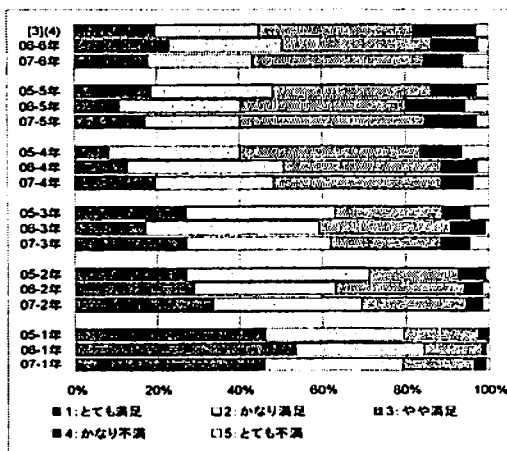 [3](4)
06-6年
07-6年
05-5年
06-5年
07-5年
05-4年
06-4年
07-4年
05-3年
06-3年
07-3年
05-2年
06-2年
07-2年
05-1年
06-1年
07-1年
0% 20% 40% 60% 80% 100%
■1:とても満足 □2:かなり満足 ▥3:やや満足
■4:かなり不満 □5:とても不満